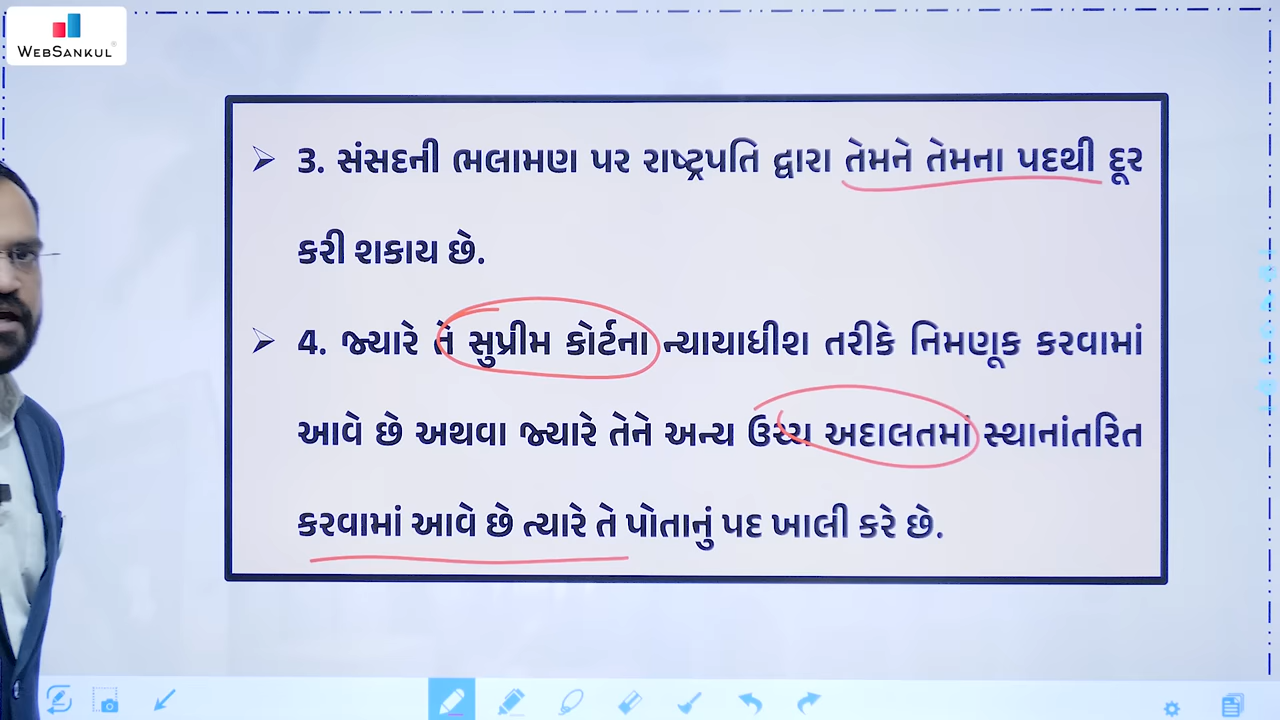 WEBSANKUL
➢ 3. સંસદની ભલામણ પર રાષ્ટ્રપતિ દ્વારા તેમને તેમના પદથી દૂર
કરી શકાય છે.
➢ 4. જ્યારે તે સુપ્રીમ કોર્ટના ન્યાયાધીશ તરીકે નિમણૂક કરવામાં
આવે છે અથવા જ્યારે તેને અન્ય ઉચ્ચ અદાલતમાં સ્થાનાંતરિત
કરવામાં આવે છે ત્યારે તે પોતાનું પદ ખાલી કરે છે.